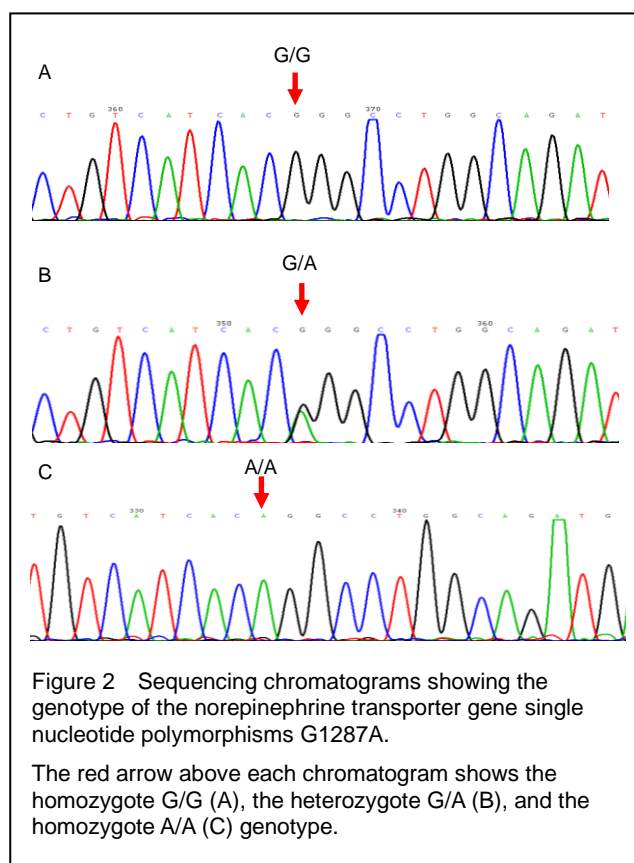 G/G
A
360 370
C T G T C A T C A C G G G C C T G G C A G A T
G/A
B
350 360
C T G T C A T C A C G G G C C T G G C A G A T
A/A
C
330 340
T G T C A T C A C A G G C C T G G C A G A T G
Figure 2 Sequencing chromatograms showing the
genotype of the norepinephrine transporter gene single
nucleotide polymorphisms G1287A.
The red arrow above each chromatogram shows the
homozygote G/G (A), the heterozygote G/A (B), and the
homozygote A/A (C) genotype.